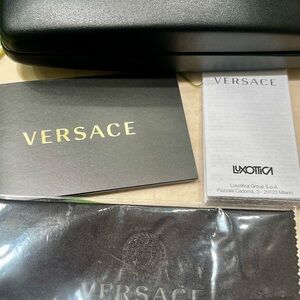 VERSACE
VERSACE
LUXOTTICA
Luxottica Group S.p.A.
Piazzale Cadorna, 3 - 20123 Milano
VERSACE